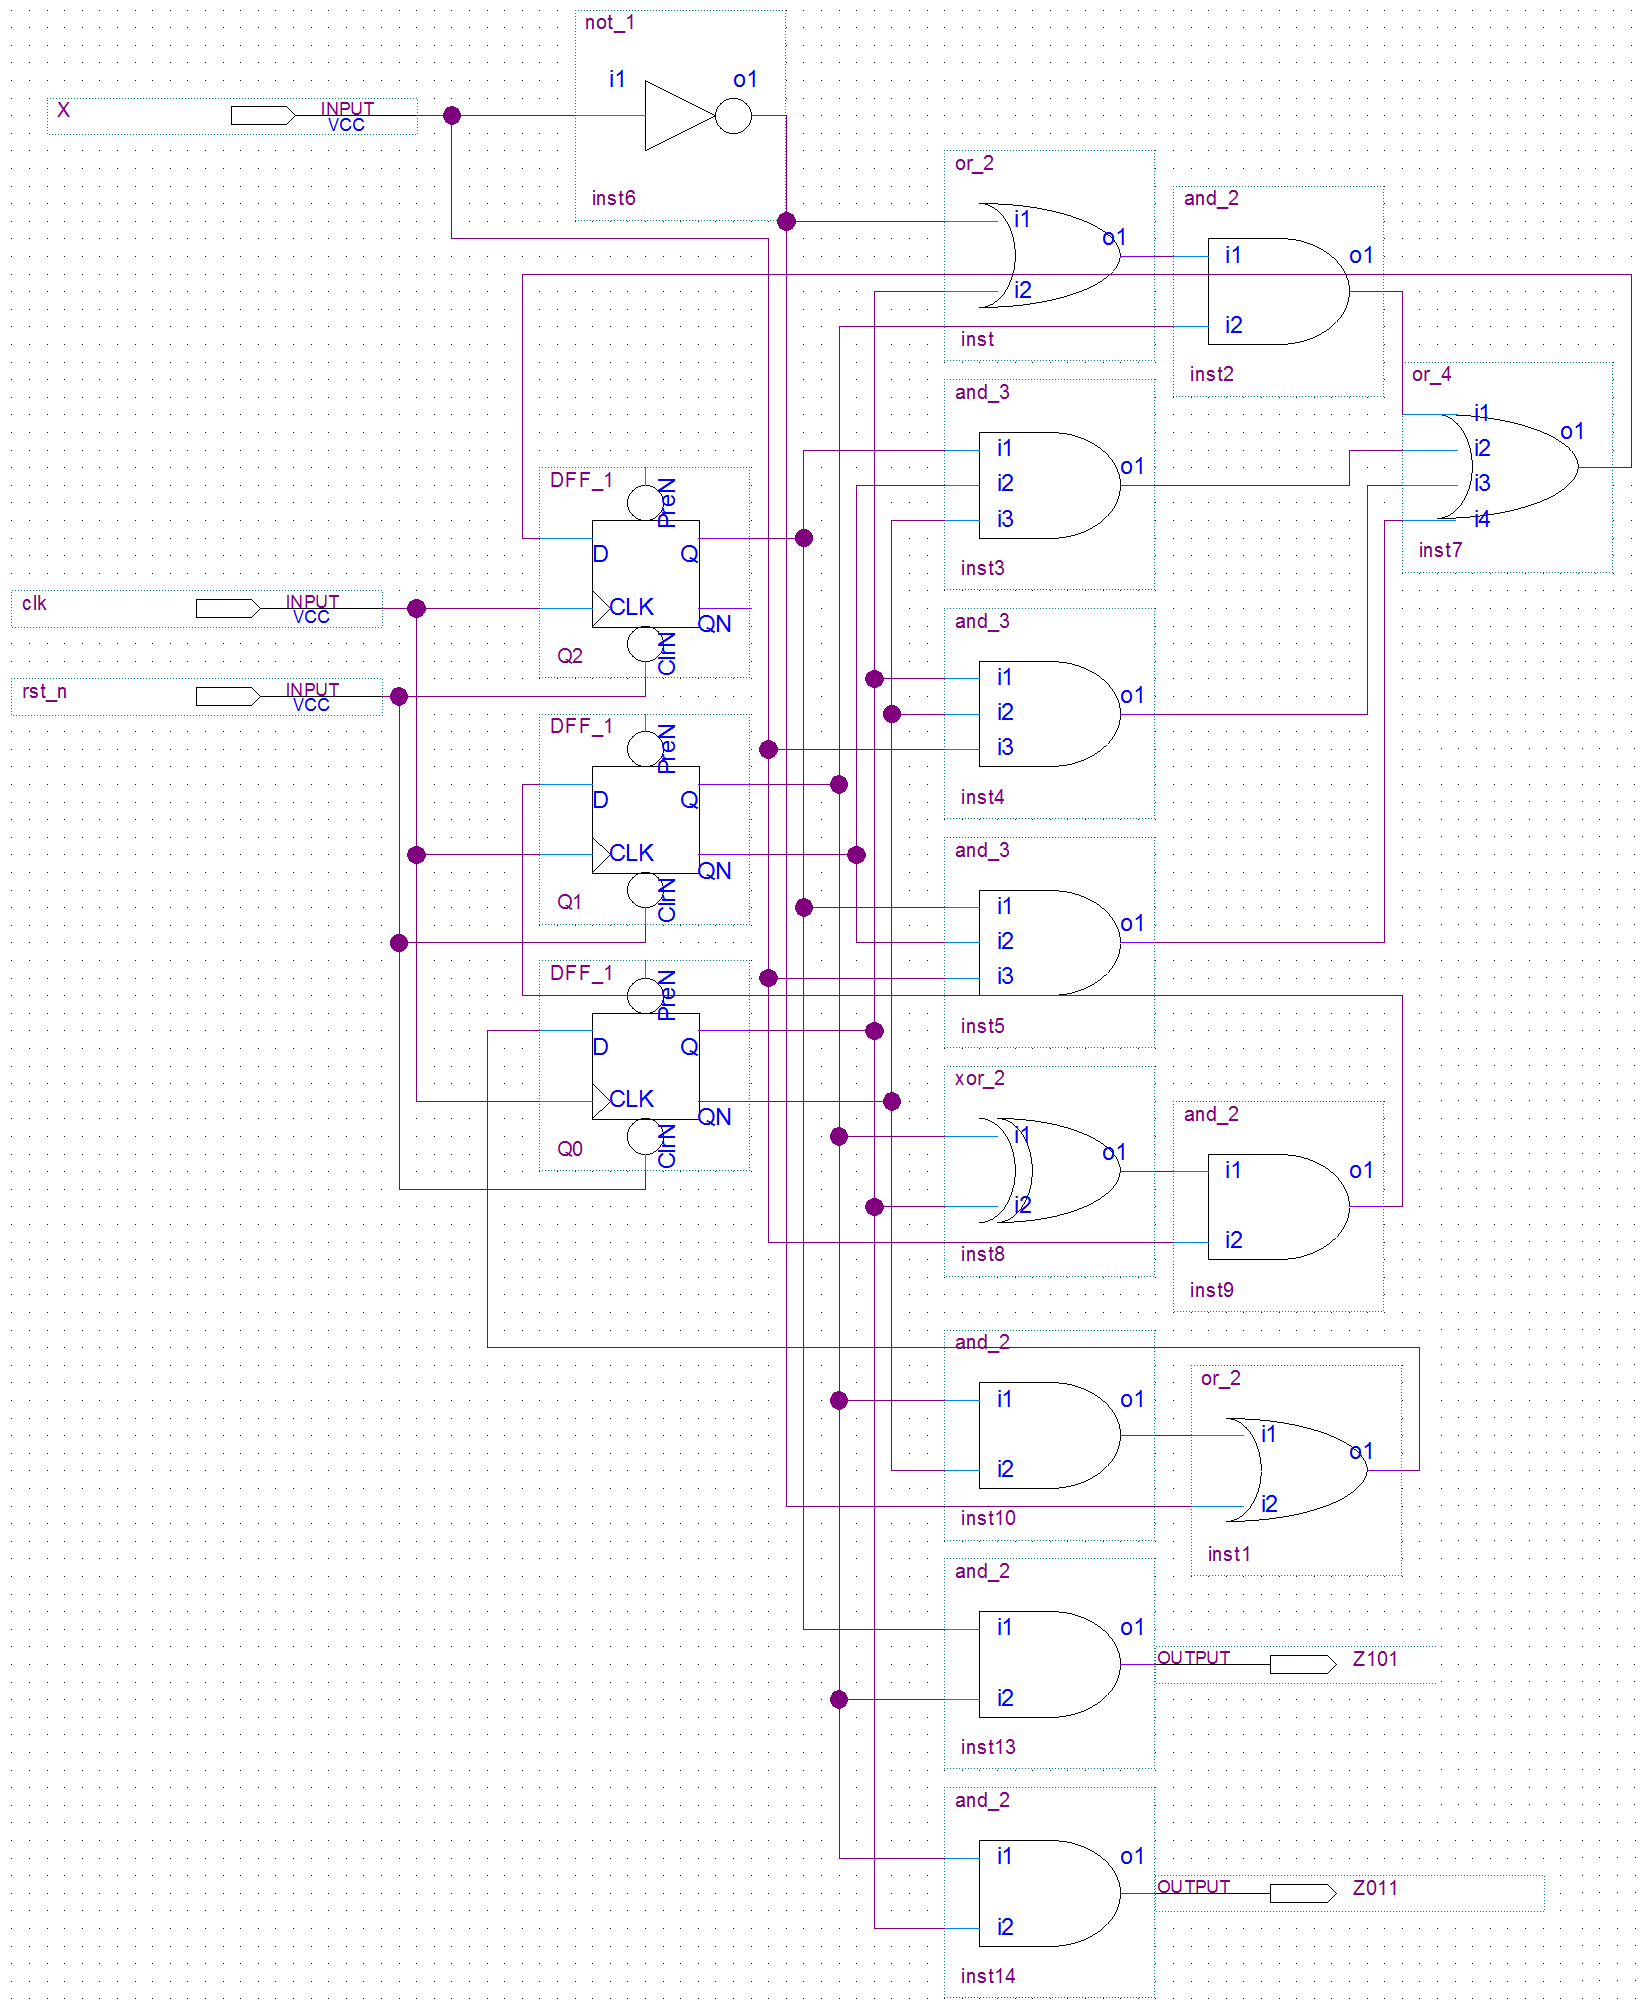 not_1
i1 o1
inst6
X INPUT
VCC
or_2
i1
i2
o1
inst
and_2
i1
i2
o1
inst2
and_3
i1
i2
i3
o1
inst3
or_4
i1
i2
i3
i4
o1
inst7
DFF_1
PreN
D Q
CLK
QN
ClrN
Q2
clk INPUT
VCC
rst_n INPUT
VCC
and_3
i1
i2
i3
o1
inst4
DFF_1
PreN
D Q
CLK
QN
ClrN
Q1
and_3
i1
i2
i3
o1
inst5
DFF_1
PreN
D Q
CLK
QN
ClrN
Q0
xor_2
i1
i2
o1
inst8
and_2
i1
i2
o1
inst9
and_2
i1
i2
o1
inst10
or_2
i1
i2
o1
inst1
and_2
i1
i2
o1
inst13
OUTPUT Z101
and_2
i1
i2
o1
inst14
OUTPUT Z011